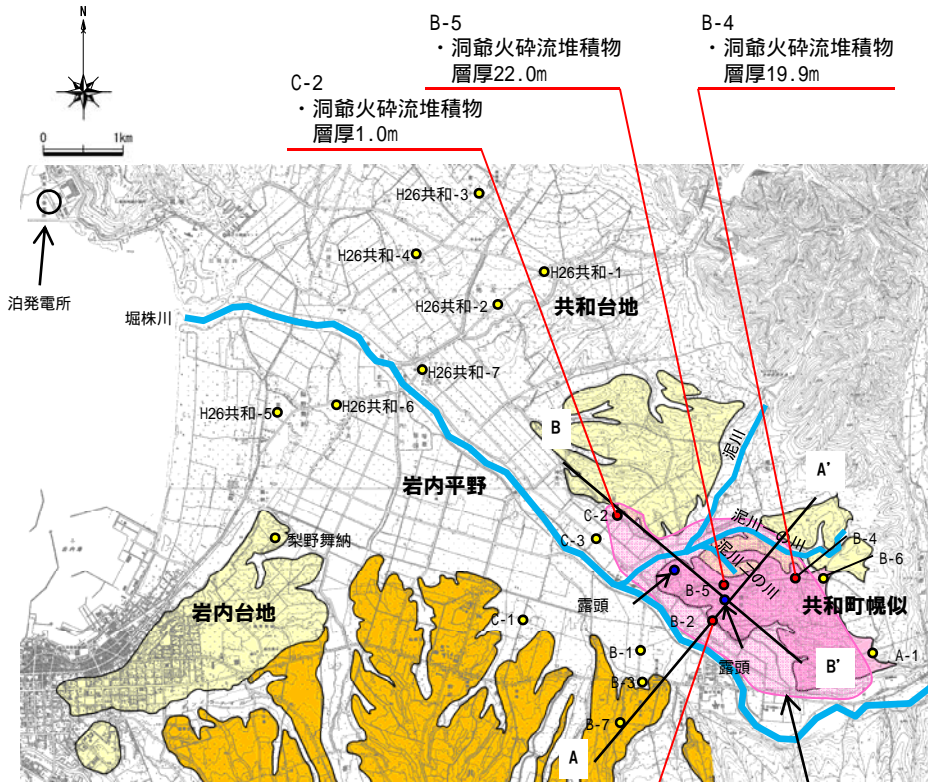 N
0 1km
B-5
・洞爺火砕流堆積物
層厚22.0m
B-4
・洞爺火砕流堆積物
層厚19.9m
C-2
・洞爺火砕流堆積物
層厚1.0m
泊発電所
堀株川
H26共和-3
H26共和-4
H26共和-1
H26共和-2
共和台地
H26共和-7
H26共和-5
H26共和-6
B
泥川
A'
岩内平野
C-2
泥川一の川
梨野舞納
C-3
泥川二の川
B-4
B-6
岩内台地
B-5
共和町幌似
露頭
C-1
B-2
B-1
露頭
B'
A-1
B-3
B-7
A